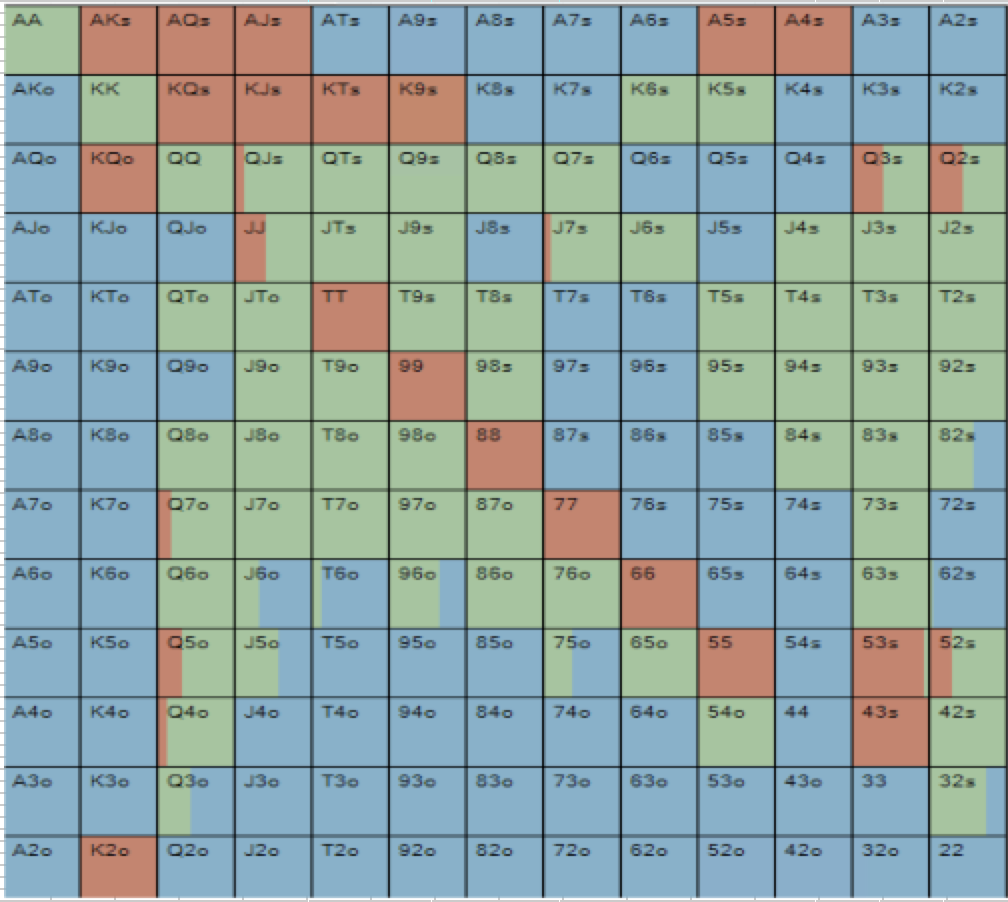 AA AKs AQs AJs ATs A9s A8s A7s A6s A5s A4s A3s A2s
AKo KK KQs KJs KTs K9s K8s K7s K6s K5s K4s K3s K2s
AQo KQo QQ QJs QTs Q9s Q8s Q7s Q6s Q5s Q4s Q3s Q2s
AJo KJo QJo JJ JTs J9s J8s J7s J6s J5s J4s J3s J2s
ATo KTo QTo JTo TT T9s T8s T7s T6s T5s T4s T3s T2s
A9o K9o Q9o J9o T9o 99 98s 97s 96s 95s 94s 93s 92s
A8o K8o Q8o J8o T8o 98o 88 87s 86s 85s 84s 83s 82s
A7o K7o Q7o J7o T7o 97o 87o 77 76s 75s 74s 73s 72s
A6o K6o Q6o J6o T6o 96o 86o 76o 66 65s 64s 63s 62s
A5o K5o Q5o J5o T5o 95o 85o 75o 65o 55 54s 53s 52s
A4o K4o Q4o J4o T4o 94o 84o 74o 64o 54o 44 43s 42s
A3o K3o Q3o J3o T3o 93o 83o 73o 63o 53o 43o 33 32s
A2o K2o Q2o J2o T2o 92o 82o 72o 62o 52o 42o 32o 22